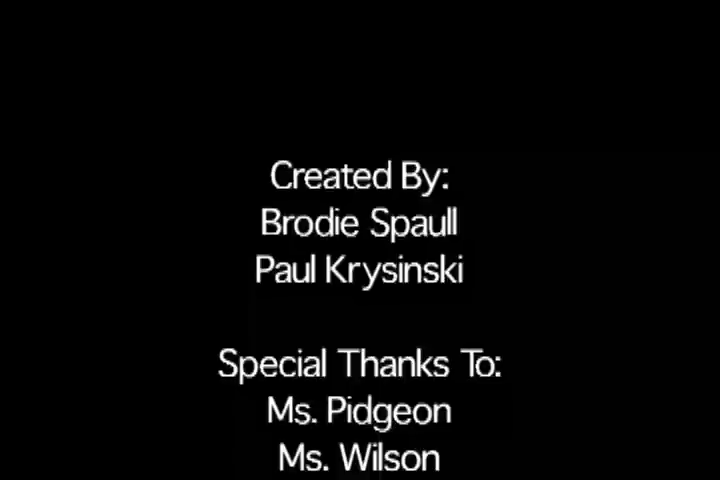 Created By:
Brodie Spaull
Paul Krysinski
Special Thanks To:
Ms. Pidgeon
Ms. Wilson